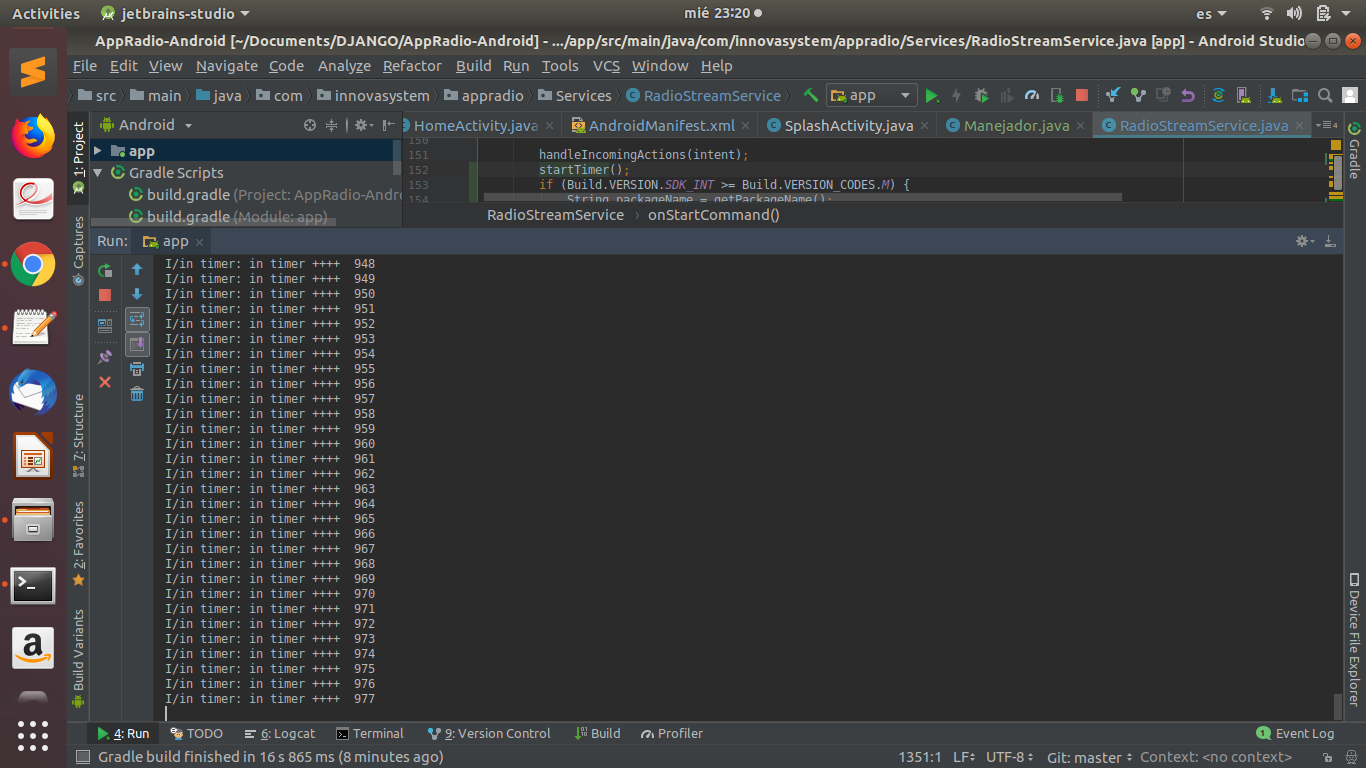 Activities jetbrains-studio mié 23:20 es
AppRadio-Android [~/Documents/DJANGO/AppRadio-Android] - .../app/src/main/java/com/innovasystem/appradio/Services/RadioStreamService.java [app] - Android Studio
File Edit View Navigate Code Analyze Refactor Build Run Tools VCS Window Help
src main java com innovasystem appradio Services RadioStreamService app
Android HomeActivity.java AndroidManifest.xml SplashActivity.java Manejador.java RadioStreamService.java 4
1: Project
Captures
7: Structure
2: Favorites
Build Variants
app
Gradle Scripts
build.gradle (Project: AppRadio-Andro
build.gradle (Module: app)
150
151 handleIncomingActions(intent);
152 startTimer();
153 if (Build.VERSION.SDK_INT >= Build.VERSION_CODES.M) {
154 String packageName = getPackageName();
RadioStreamService onStartCommand()
Gradle
Device File Explorer
Run: app
I/in timer: in timer ++++  948
I/in timer: in timer ++++  949
I/in timer: in timer ++++  950
I/in timer: in timer ++++  951
I/in timer: in timer ++++  952
I/in timer: in timer ++++  953
I/in timer: in timer ++++  954
I/in timer: in timer ++++  955
I/in timer: in timer ++++  956
I/in timer: in timer ++++  957
I/in timer: in timer ++++  958
I/in timer: in timer ++++  959
I/in timer: in timer ++++  960
I/in timer: in timer ++++  961
I/in timer: in timer ++++  962
I/in timer: in timer ++++  963
I/in timer: in timer ++++  964
I/in timer: in timer ++++  965
I/in timer: in timer ++++  966
I/in timer: in timer ++++  967
I/in timer: in timer ++++  968
I/in timer: in timer ++++  969
I/in timer: in timer ++++  970
I/in timer: in timer ++++  971
I/in timer: in timer ++++  972
I/in timer: in timer ++++  973
I/in timer: in timer ++++  974
I/in timer: in timer ++++  975
I/in timer: in timer ++++  976
I/in timer: in timer ++++  977
4: Run TODO 6: Logcat Terminal 9: Version Control Build Profiler 1 Event Log
Gradle build finished in 16 s 865 ms (8 minutes ago) 1351:1 LF UTF-8 Git: master Context: <no context>